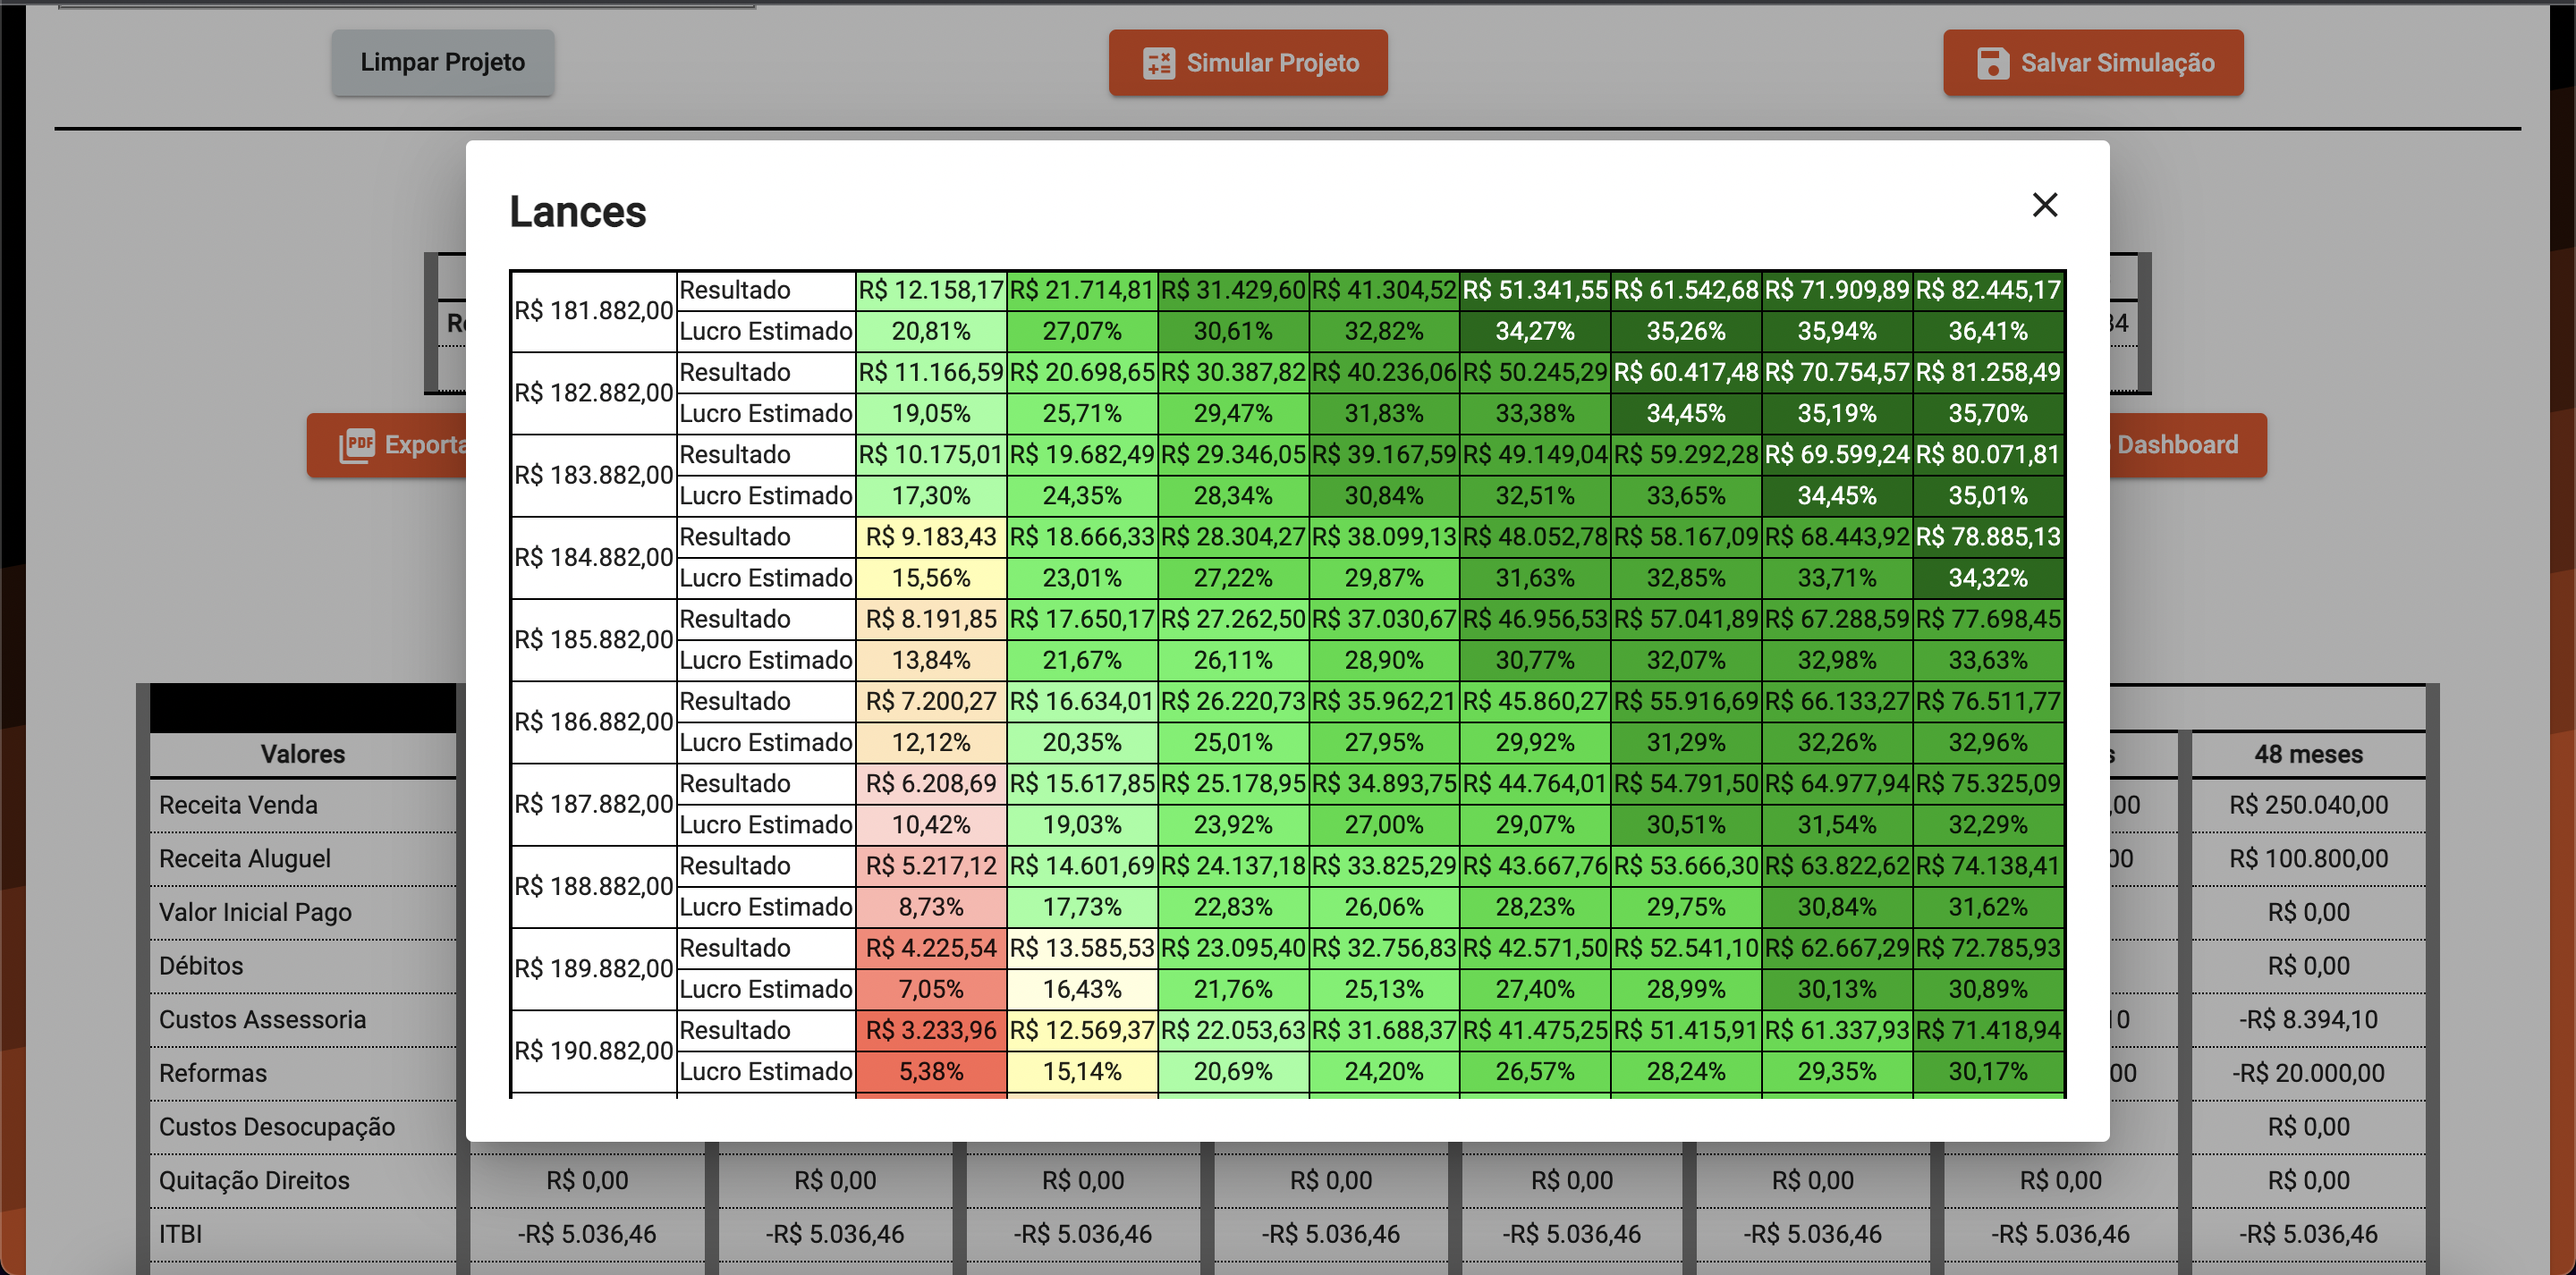 Limpar Projeto Simular Projeto Salvar Simulação
Lances
R$ 181.882,00 Resultado R$ 12.158,17 R$ 21.714,81 R$ 31.429,60 R$ 41.304,52 R$ 51.341,55 R$ 61.542,68 R$ 71.909,89 R$ 82.445,17
Lucro Estimado 20,81% 27,07% 30,61% 32,82% 34,27% 35,26% 35,94% 36,41%
R$ 182.882,00 Resultado R$ 11.166,59 R$ 20.698,65 R$ 30.387,82 R$ 40.236,06 R$ 50.245,29 R$ 60.417,48 R$ 70.754,57 R$ 81.258,49
Lucro Estimado 19,05% 25,71% 29,47% 31,83% 33,38% 34,45% 35,19% 35,70%
R$ 183.882,00 Resultado R$ 10.175,01 R$ 19.682,49 R$ 29.346,05 R$ 39.167,59 R$ 49.149,04 R$ 59.292,28 R$ 69.599,24 R$ 80.071,81
Lucro Estimado 17,30% 24,35% 28,34% 30,84% 32,51% 33,65% 34,45% 35,01%
R$ 184.882,00 Resultado R$ 9.183,43 R$ 18.666,33 R$ 28.304,27 R$ 38.099,13 R$ 48.052,78 R$ 58.167,09 R$ 68.443,92 R$ 78.885,13
Lucro Estimado 15,56% 23,01% 27,22% 29,87% 31,63% 32,85% 33,71% 34,32%
R$ 185.882,00 Resultado R$ 8.191,85 R$ 17.650,17 R$ 27.262,50 R$ 37.030,67 R$ 46.956,53 R$ 57.041,89 R$ 67.288,59 R$ 77.698,45
Lucro Estimado 13,84% 21,67% 26,11% 28,90% 30,77% 32,07% 32,98% 33,63%
R$ 186.882,00 Resultado R$ 7.200,27 R$ 16.634,01 R$ 26.220,73 R$ 35.962,21 R$ 45.860,27 R$ 55.916,69 R$ 66.133,27 R$ 76.511,77
Lucro Estimado 12,12% 20,35% 25,01% 27,95% 29,92% 31,29% 32,26% 32,96%
R$ 187.882,00 Resultado R$ 6.208,69 R$ 15.617,85 R$ 25.178,95 R$ 34.893,75 R$ 44.764,01 R$ 54.791,50 R$ 64.977,94 R$ 75.325,09
Lucro Estimado 10,42% 19,03% 23,92% 27,00% 29,07% 30,51% 31,54% 32,29%
R$ 188.882,00 Resultado R$ 5.217,12 R$ 14.601,69 R$ 24.137,18 R$ 33.825,29 R$ 43.667,76 R$ 53.666,30 R$ 63.822,62 R$ 74.138,41
Lucro Estimado 8,73% 17,73% 22,83% 26,06% 28,23% 29,75% 30,84% 31,62%
R$ 189.882,00 Resultado R$ 4.225,54 R$ 13.585,53 R$ 23.095,40 R$ 32.756,83 R$ 42.571,50 R$ 52.541,10 R$ 62.667,29 R$ 72.785,93
Lucro Estimado 7,05% 16,43% 21,76% 25,13% 27,40% 28,99% 30,13% 30,89%
R$ 190.882,00 Resultado R$ 3.233,96 R$ 12.569,37 R$ 22.053,63 R$ 31.688,37 R$ 41.475,25 R$ 51.415,91 R$ 61.337,93 R$ 71.418,94
Lucro Estimado 5,38% 15,14% 20,69% 24,20% 26,57% 28,24% 29,35% 30,17%
PDF Exporta Dashboard
Valores 48 meses
Receita Venda ,00 R$ 250.040,00
Receita Aluguel 00 R$ 100.800,00
Valor Inicial Pago R$ 0,00
Débitos R$ 0,00
Custos Assessoria 10 -R$ 8.394,10
Reformas 00 -R$ 20.000,00
Custos Desocupação R$ 0,00
Quitação Direitos R$ 0,00 R$ 0,00 R$ 0,00 R$ 0,00 R$ 0,00 R$ 0,00 R$ 0,00 R$ 0,00
ITBI -R$ 5.036,46 -R$ 5.036,46 -R$ 5.036,46 -R$ 5.036,46 -R$ 5.036,46 -R$ 5.036,46 -R$ 5.036,46 -R$ 5.036,46